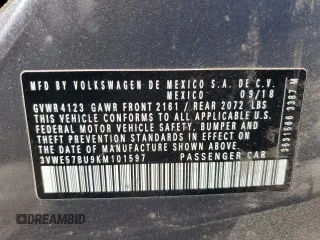 MFD BY VOLKSWAGEN DE MEXICO S.A. DE C.V.
MEXICO 09/18
GVWR 4123 GAWR FRONT 2161 / REAR 2072 LBS
THIS VEHICLE CONFORMS TO ALL APPLICABLE
FEDERAL MOTOR VEHICLE SAFETY, BUMPER AND
THEFT PREVENTION STANDARDS IN EFFECT ON
THE DATE OF MANUFACTURE SHOWN ABOVE
3VWE57BU9KM101597 PASSENGER CAR
3DWAMBID